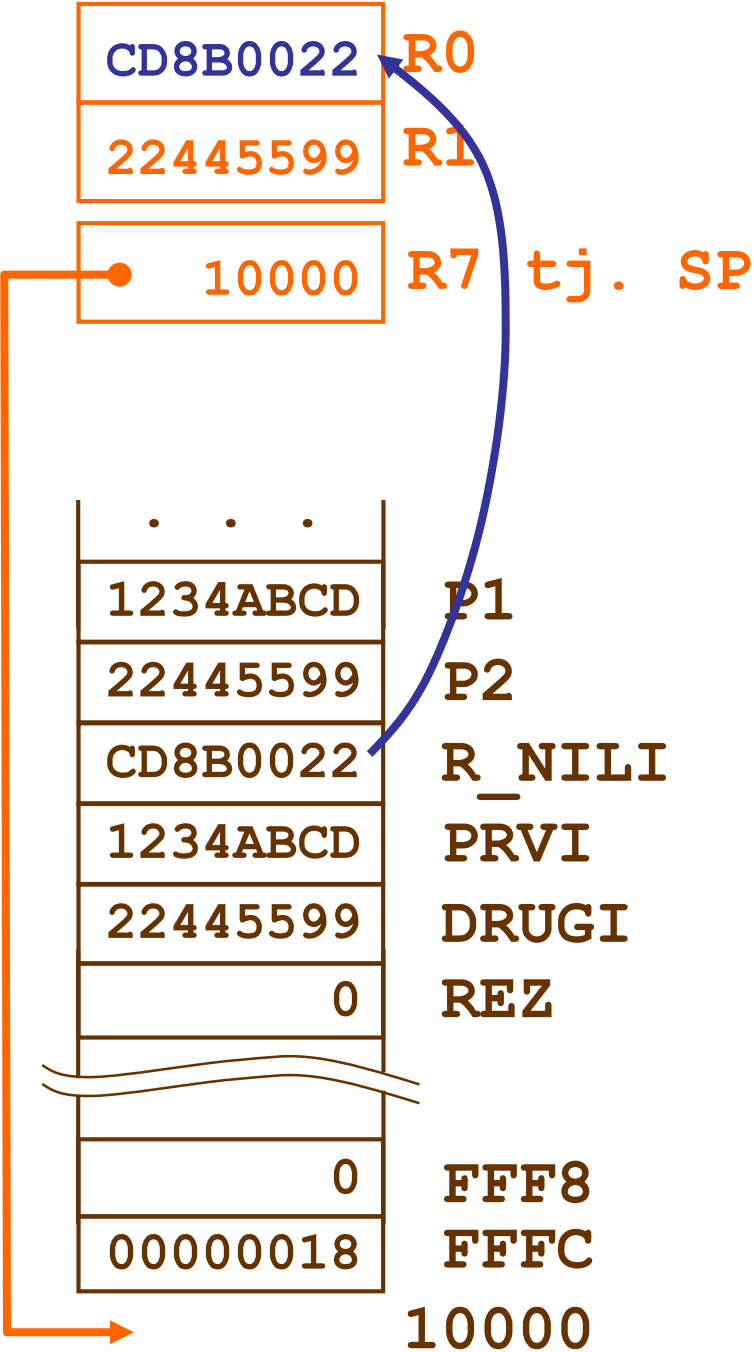 CD8B0022 R0
22445599 R1
10000 R7 tj. SP
. . .
1234ABCD P1
22445599 P2
CD8B0022 R_NILI
1234ABCD PRVI
22445599 DRUGI
0 REZ
0 FFF8
00000018 FFFC
10000